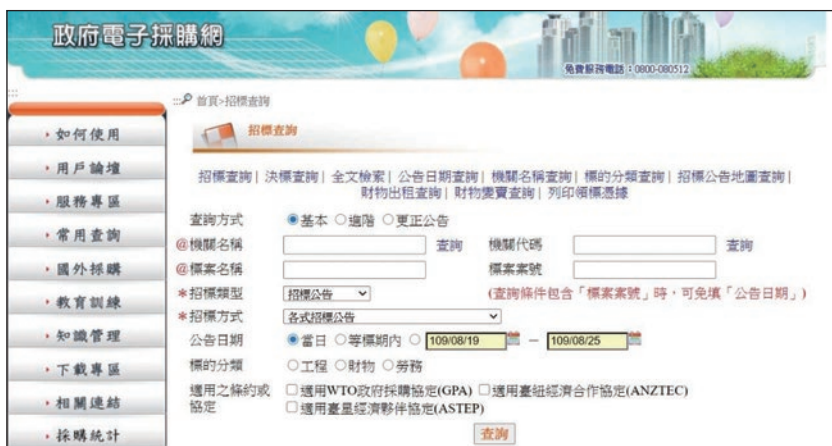 政府電子採購網
免費服務電話：0800-080512
首頁>招標查詢
如何使用
用戶論壇
服務專區
常用查詢
國外採購
教育訓練
知識管理
下載專區
相關連結
採購統計
招標查詢
招標查詢| 決標查詢| 全文檢索| 公告日期查詢| 機關名稱查詢| 標的分類查詢| 招標公告地圖查詢|
財物出租查詢| 財物變賣查詢| 列印領標憑據
查詢方式 基本 進階 更正公告
@機關名稱 查詢 機關代碼 查詢
@標案名稱 標案案號
*招標類型 招標公告 (查詢條件包含「標案案號」時，可免填「公告日期」)
*招標方式 各式招標公告
公告日期 當日 等標期內 109/08/19 － 109/08/25
標的分類 工程 財物 勞務
適用之條約或 適用WTO政府採購協定(GPA) 適用臺紐經濟合作協定(ANZTEC)
協定 適用臺星經濟夥伴協定(ASTEP)
查詢